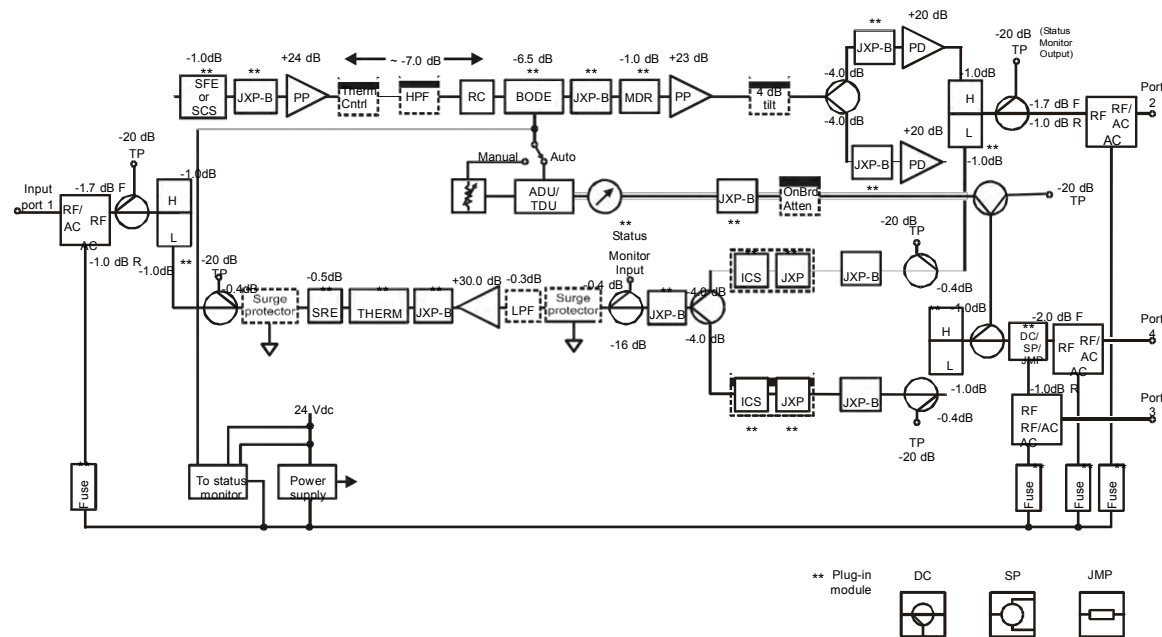 +20 dB
**
-20 dB
(Status
Monitor
Output)
TP
-1.0dB
**
SFE
or
SCS
**
JXP-B
+24 dB
PP
~ -7.0 dB
Therm
Cntrl
HPF
RC
-6.5 dB
**
BODE
**
JXP-B
-1.0 dB
**
MDR
+23 dB
PP
4 dB
tilt
-4.0 dB
-4.0 dB
JXP-B
PD
+20 dB
JXP-B
PD
-1.0dB
H
L
**
-1.0dB
-1.7 dB F
-1.0 dB R
RF
RF/
AC
AC
Port
2
Manual
Auto
ADU/
TDU
JXP-B
**
OnBrd
Atten
**
-20 dB
TP
-20 dB
TP
Input
port 1
RF/
AC
RF
AC
-1.7 dB F
-1.0 dB R
-1.0dB
H
L
-1.0dB
**
-20 dB
TP
-0.4dB
Surge
protector
-0.5dB
**
SRE
**
THERM
**
JXP-B
+30.0 dB
-0.3dB
LPF
Surge
protector
**
Status
Monitor
Input
-0.4 dB
-16 dB
**
JXP-B
-4.0 dB
-4.0 dB
**
ICS
**
JXP
JXP-B
-20 dB
TP
-0.4dB
ICS
JXP
**
**
JXP-B
-1.0dB
-0.4dB
TP
-20 dB
**
-1.0dB
H
L
**
DC/
SP/
JMP
-2.0 dB F
RF
RF/
AC
AC
Port
4
-1.0dB R
RF
RF/AC
AC
Port
3
24 Vdc
To status
monitor
Power
supply
**
Fuse
**
Fuse
**
Fuse
**
Fuse
** Plug-in
module
DC
SP
JMP